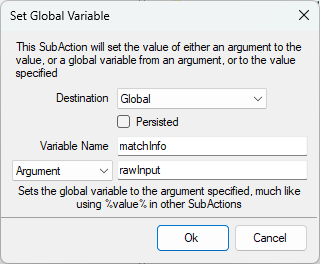 Set Global Variable
This SubAction will set the value of either an argument to the
value, or a global variable from an argument, or to the value
specified
Destination Global
Persisted
Variable Name matchInfo
Argument rawInput
Sets the global variable to the argument specified, much like
using %value% in other SubActions
Ok Cancel